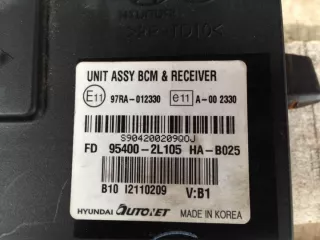 UNIT ASSY BCM & RECEIVER
E11 97RA-012330 e11 A-00 2330
S904200209QOJ
FD 95400-2L105 HA-B025
B10 I2110209 V:B1
HYUNDAI AUTONET MADE IN KOREA